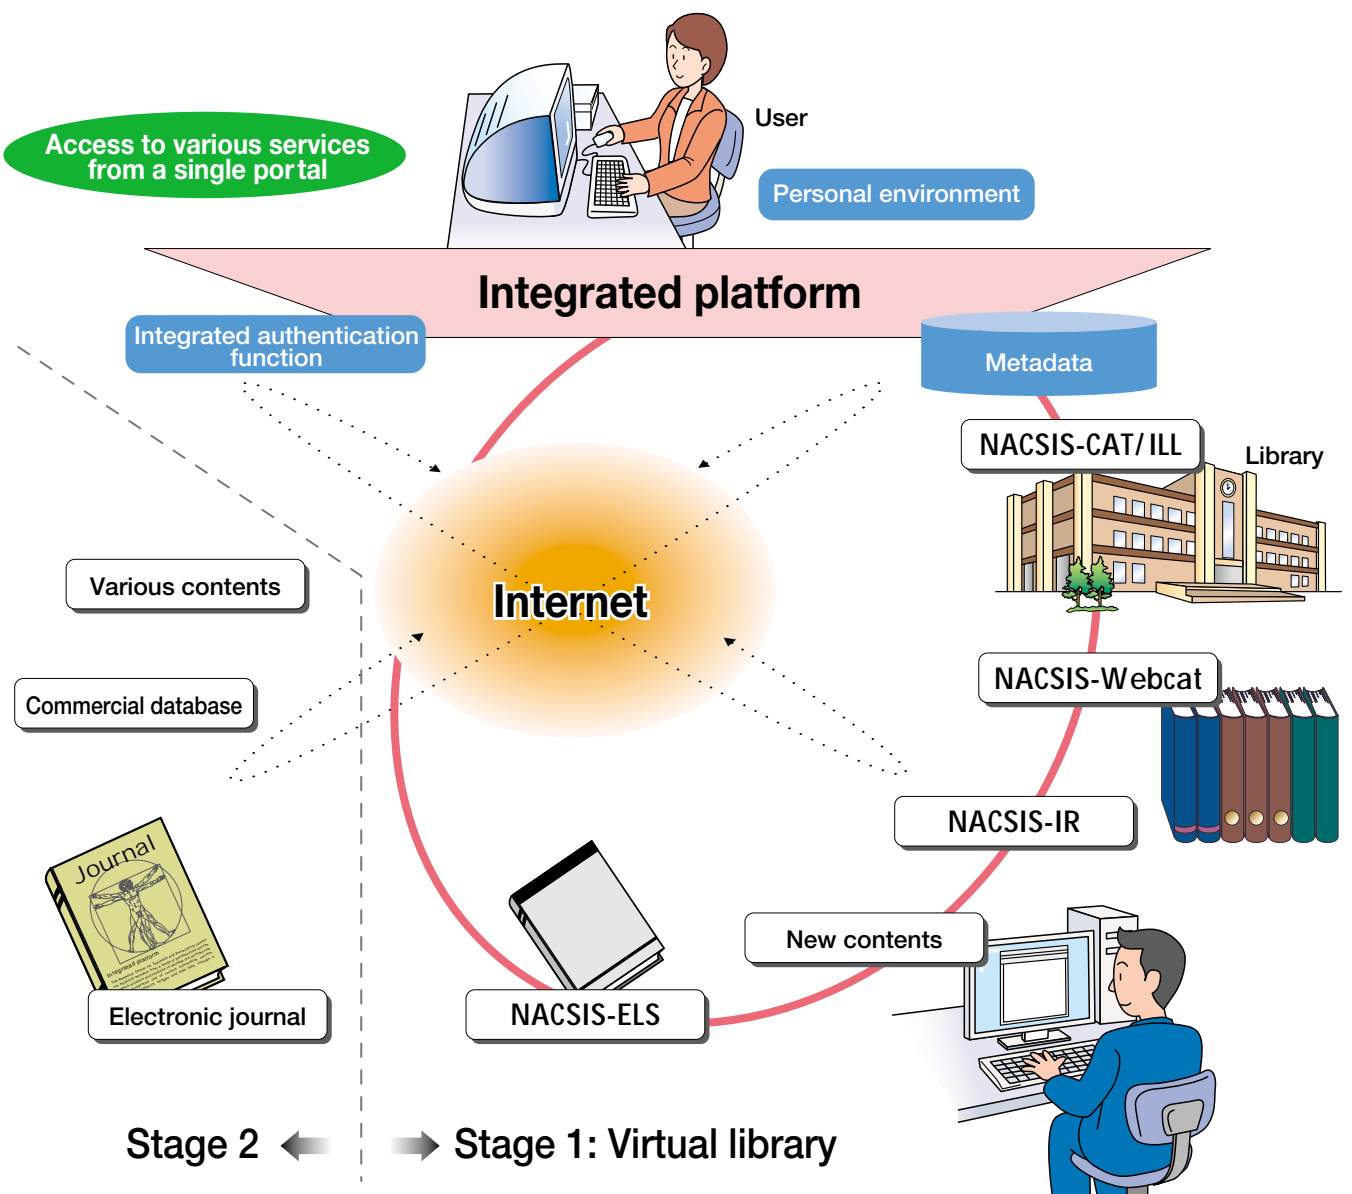 User
Access to various services
from a single portal
Personal environment
Integrated platform
Integrated authentication
function
Metadata
NACSIS-CAT/ILL
Library
Internet
Various contents
NACSIS-Webcat
Commercial database
NACSIS-IR
Journal
Integrated platform
New contents
Electronic journal
NACSIS-ELS
Stage 2
Stage 1: Virtual library